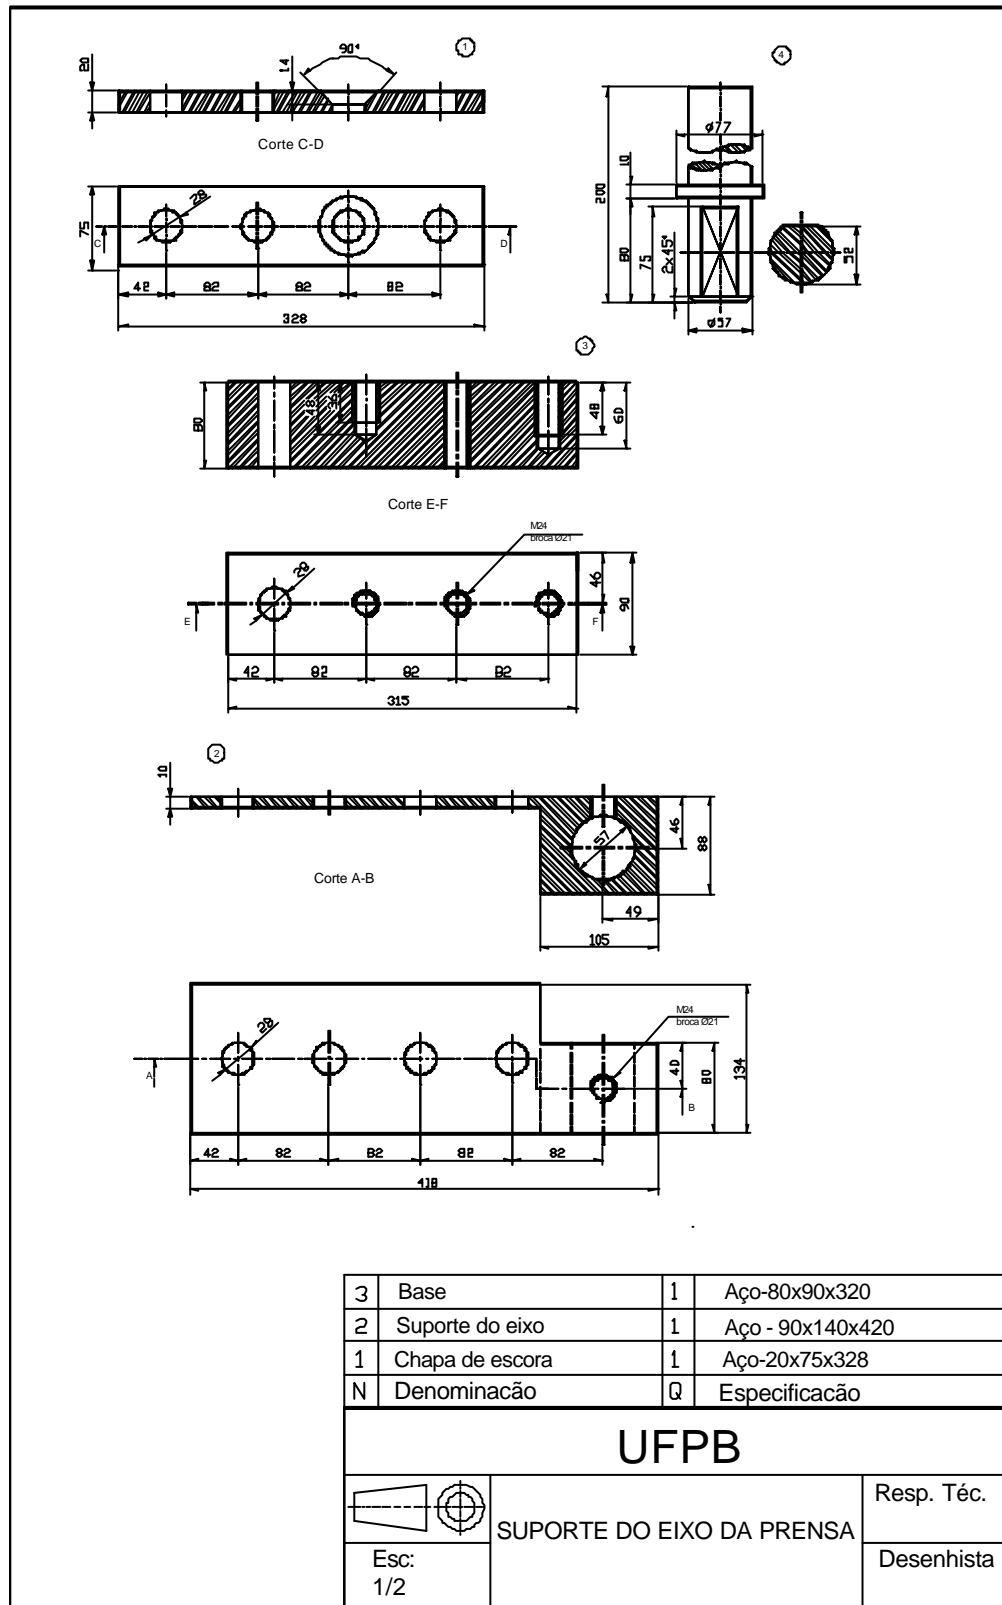 1
90°
14
20
Corte C-D
28
75
C
D
42
82
82
82
328
4
ø77
10
200
80
75
2x45°
52
ø57
3
80
48
36
48
60
Corte E-F
M24
broca Ø21
28
46
90
E
F
42
82
82
82
315
2
10
57
46
88
Corte A-B
49
105
M24
broca Ø21
28
A
40
80
134
B
42
82
82
82
82
418
3 Base 1 Aço-80x90x320
2 Suporte do eixo 1 Aço - 90x140x420
1 Chapa de escora 1 Aço-20x75x328
N Denominacão Q Especificacão
UFPB
Resp. Téc.
SUPORTE DO EIXO DA PRENSA
Esc:
1/2
Desenhista